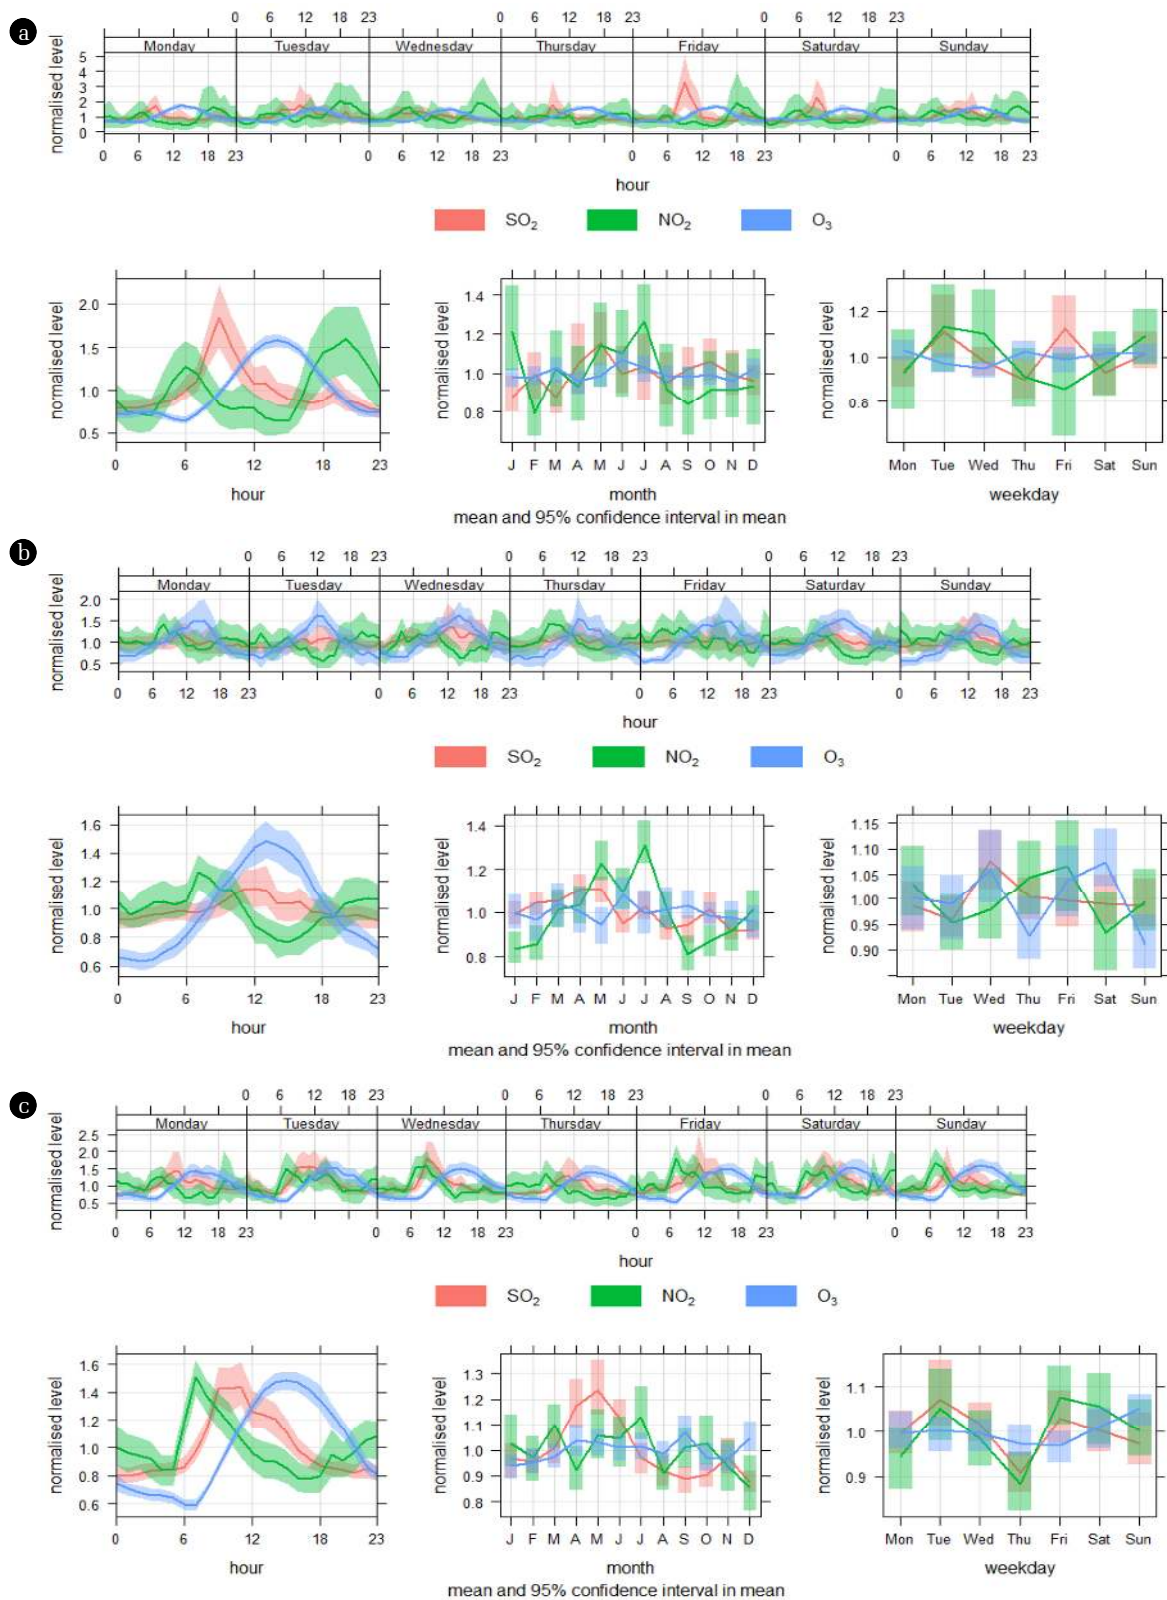 a
0 6 12 18 23 0 6 12 18 23 0 6 12 18 23
Monday Tuesday Wednesday Thursday Friday Saturday Sunday
normalised level
5
4
3
2
1
0
0 6 12 18 23 0 6 12 18 23 0 6 12 18 23 0 6 12 18 23
hour
SO2 NO2 O3
normalised level
2.0
1.5
1.0
0.5
0 6 12 18 23
hour
normalised level
1.4
1.2
1.0
0.8
J F M A M J J A S O N D
month
mean and 95% confidence interval in mean
normalised level
1.2
1.0
0.8
Mon Tue Wed Thu Fri Sat Sun
weekday
b
0 6 12 18 23 0 6 12 18 23 0 6 12 18 23
Monday Tuesday Wednesday Thursday Friday Saturday Sunday
normalised level
2.0
1.5
1.0
0.5
0 6 12 18 23 0 6 12 18 23 0 6 12 18 23 0 6 12 18 23
hour
SO2 NO2 O3
normalised level
1.6
1.4
1.2
1.0
0.8
0.6
0 6 12 18 23
hour
normalised level
1.4
1.2
1.0
0.8
J F M A M J J A S O N D
month
mean and 95% confidence interval in mean
normalised level
1.15
1.10
1.05
1.00
0.95
0.90
Mon Tue Wed Thu Fri Sat Sun
weekday
c
0 6 12 18 23 0 6 12 18 23 0 6 12 18 23
Monday Tuesday Wednesday Thursday Friday Saturday Sunday
normalised level
2.5
2.0
1.5
1.0
0.5
0 6 12 18 23 0 6 12 18 23 0 6 12 18 23 0 6 12 18 23
hour
SO2 NO2 O3
normalised level
1.6
1.4
1.2
1.0
0.8
0.6
0 6 12 18 23
hour
normalised level
1.3
1.2
1.1
1.0
0.9
0.8
J F M A M J J A S O N D
month
mean and 95% confidence interval in mean
normalised level
1.1
1.0
0.9
Mon Tue Wed Thu Fri Sat Sun
weekday